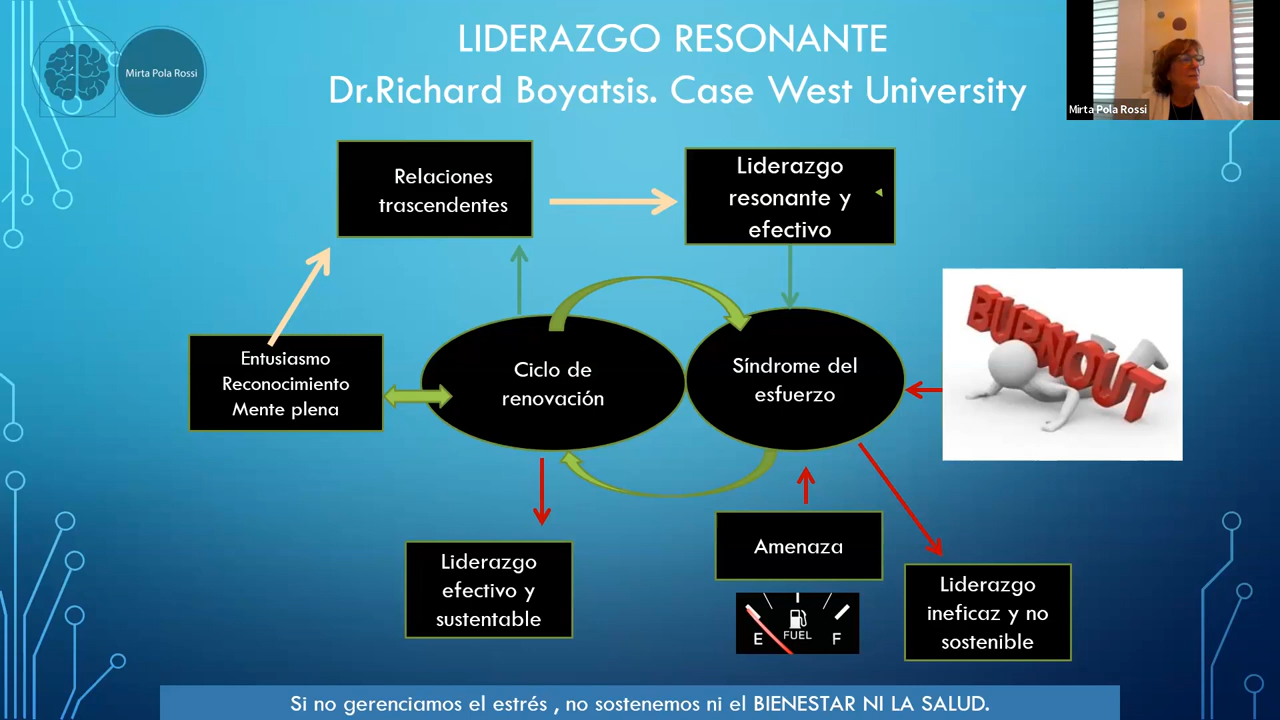 LIDERAZGO RESONANTE
Dr.Richard Boyatsis. Case West University
Mirta Pola Rossi
Mirta Pola Rossi
Relaciones
trascendentes
Liderazgo
resonante y
efectivo
Entusiasmo
Reconocimiento
Mente plena
Ciclo de
renovación
Síndrome del
esfuerzo
BURNOUT
Liderazgo
efectivo y
sustentable
Amenaza
E FUEL F
Liderazgo
ineficaz y no
sostenible
Si no gerenciamos el estrés , no sostenemos ni el BIENESTAR NI LA SALUD.